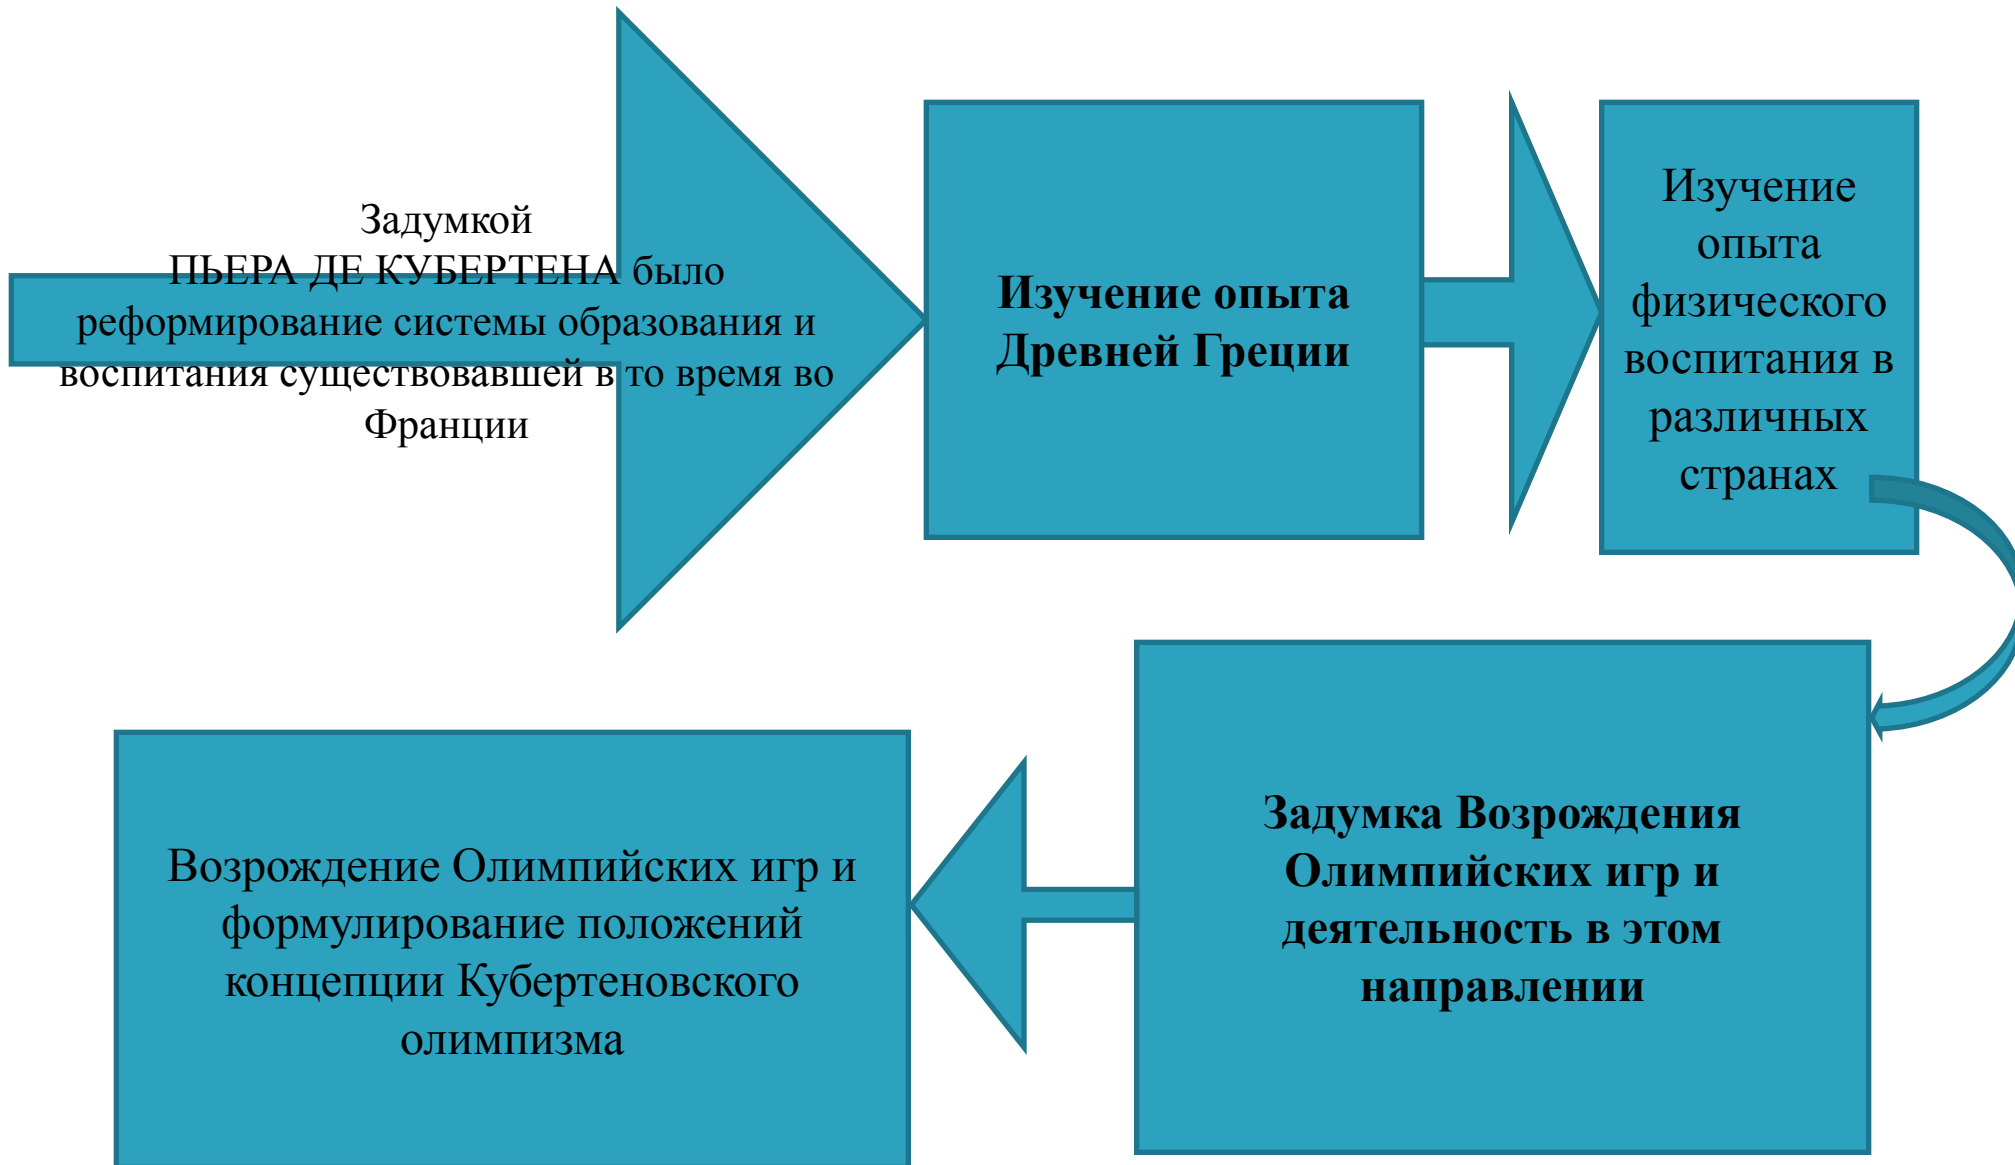 Задумкой
ПЬЕРА ДЕ КУБЕРТЕНА было
реформирование системы образования и
воспитания существовавшей в то время во
Франции
Изучение опыта
Древней Греции
Изучение
опыта
физического
воспитания в
различных
странах
Задумка Возрождения
Олимпийских игр и
деятельность в этом
направлении
Возрождение Олимпийских игр и
формулирование положений
концепции Кубертеновского
олимпизма